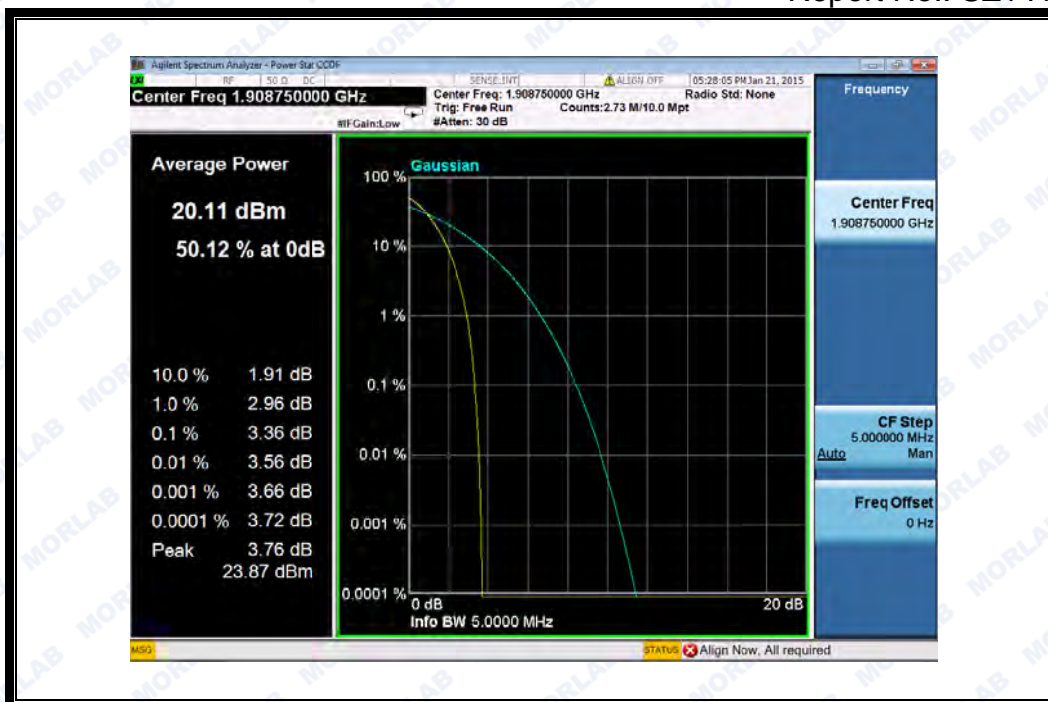 Agilent Spectrum Analyzer - Power Stat CCDF
LXI RF 50 Ω DC SENSE:INT ALIGN OFF 05:28:05 PM Jan 21, 2015
Center Freq 1.908750000 GHz
Center Freq: 1.908750000 GHz Radio Std: None
Trig: Free Run Counts:2.73 M/10.0 Mpt
#IFGain:Low #Atten: 30 dB
Average Power
20.11 dBm
50.12 % at 0dB
10.0 % 1.91 dB
1.0 % 2.96 dB
0.1 % 3.36 dB
0.01 % 3.56 dB
0.001 % 3.66 dB
0.0001 % 3.72 dB
Peak 3.76 dB
23.87 dBm
Gaussian
100 %
10 %
1 %
0.1 %
0.01 %
0.001 %
0.0001 %
0 dB 20 dB
Info BW 5.0000 MHz
Frequency
Center Freq
1.908750000 GHz
CF Step
5.000000 MHz
Auto Man
Freq Offset
0 Hz
MSG STATUS Align Now, All required
MORLAB